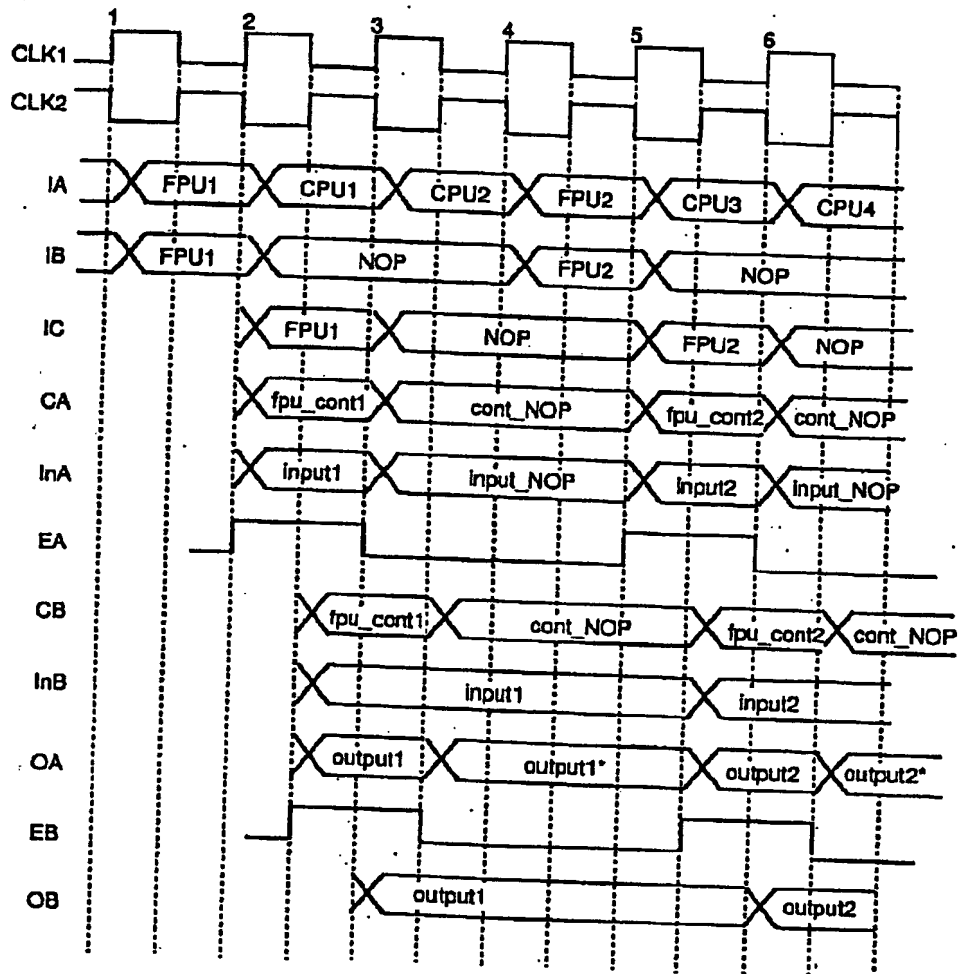 1 2 3 4 5 6
CLK1
CLK2
IA FPU1 CPU1 CPU2 FPU2 CPU3 CPU4
IB FPU1 NOP FPU2 NOP
IC FPU1 NOP FPU2 NOP
CA fpu_cont1 cont_NOP fpu_cont2 cont_NOP
InA input1 input_NOP input2 input_NOP
EA
CB fpu_cont1 cont_NOP fpu_cont2 cont_NOP
InB input1 input2
OA output1 output1* output2 output2*
EB
OB output1 output2